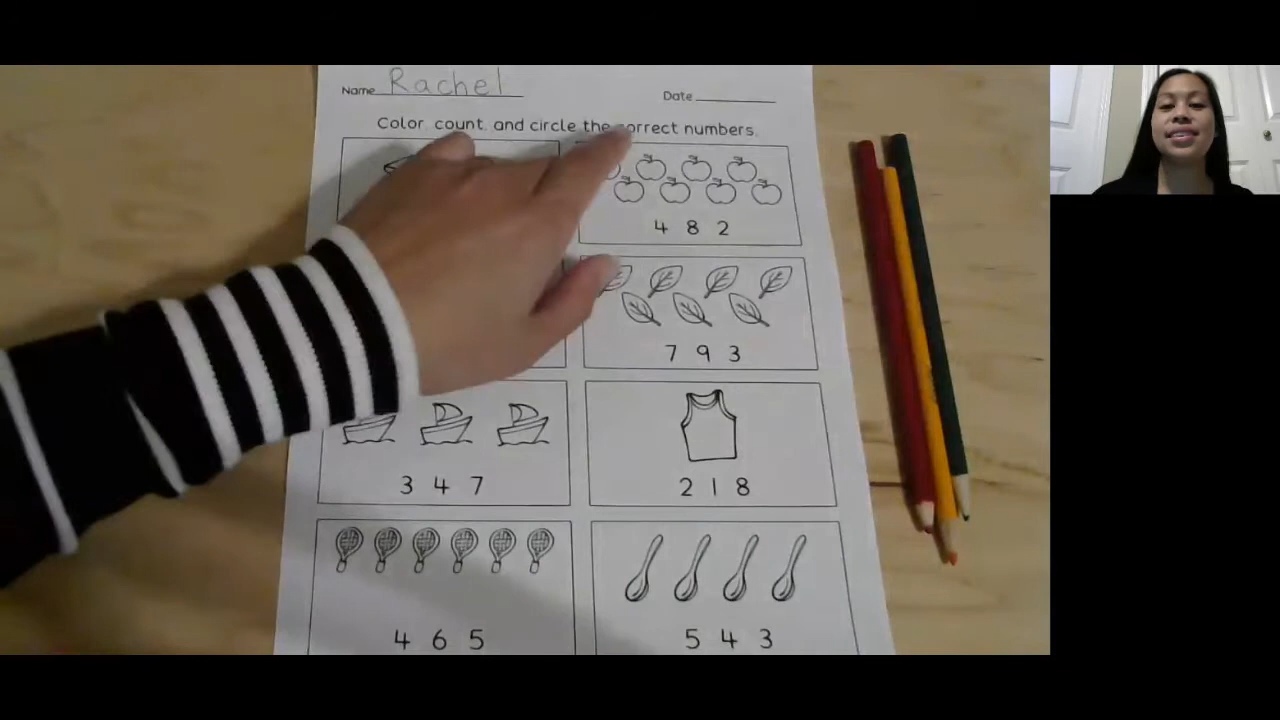 Name Rachel Date
Color, count, and circle the correct numbers.
4 8 2
7 9 3
3 4 7
2 1 8
4 6 5
5 4 3